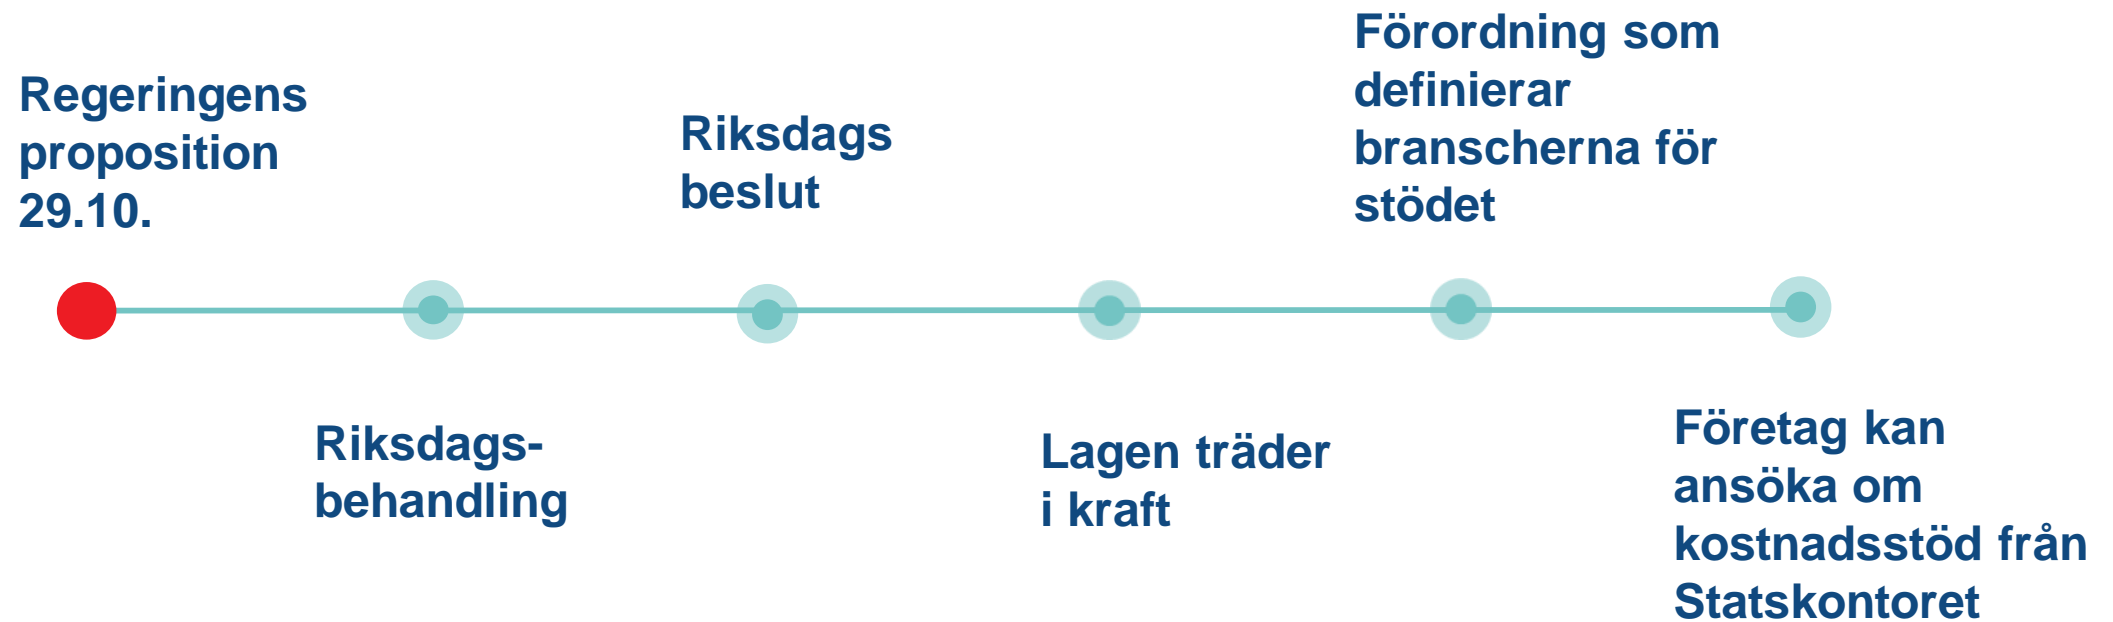 Regeringens
proposition
29.10.
Riksdags-
behandling
Riksdags
beslut
Lagen träder
i kraft
Förordning som
definierar
branscherna för
stödet
Företag kan
ansöka om
kostnadsstöd från
Statskontoret